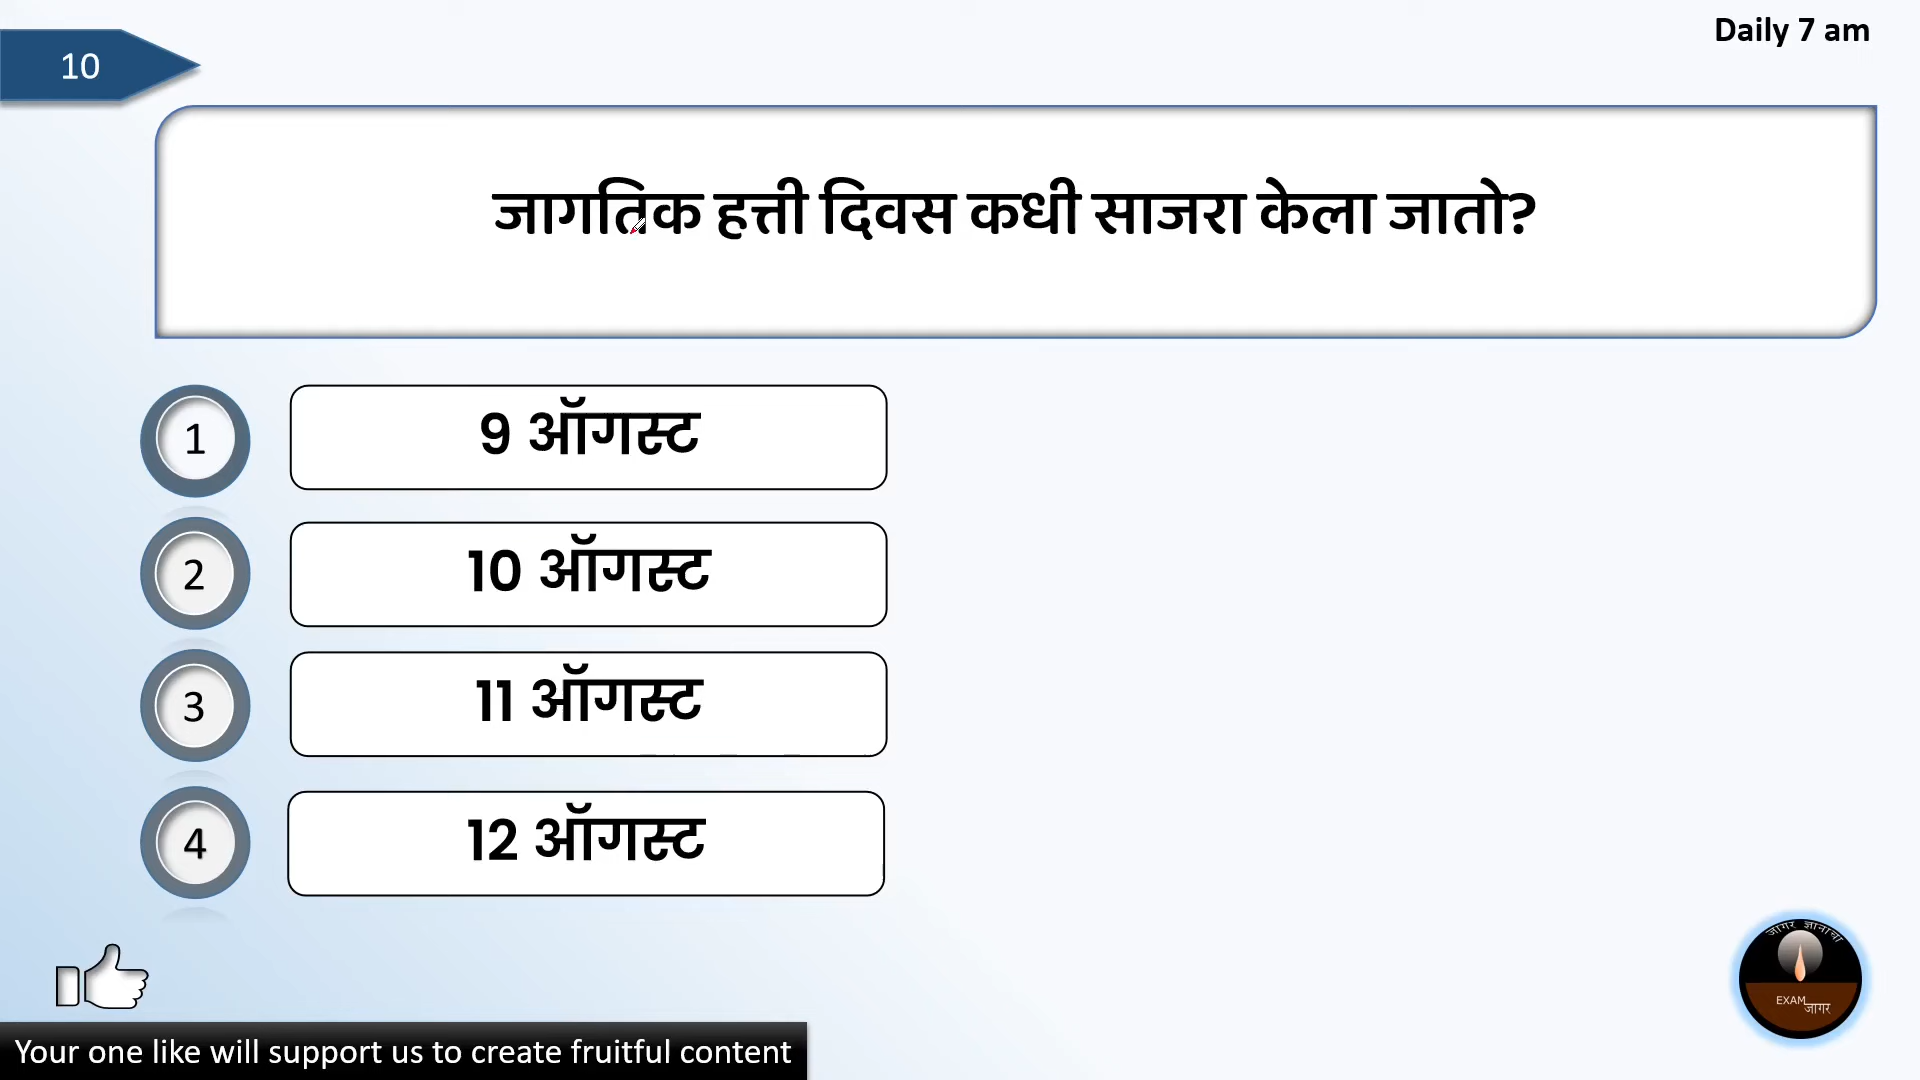 Daily 7 am
10
जागतिक हत्ती दिवस कधी साजरा केला जातो?
1
9 ऑगस्ट
2
10 ऑगस्ट
3
11 ऑगस्ट
4
12 ऑगस्ट
जागर ज्ञानाचा
EXAM
जागर
Your one like will support us to create fruitful content